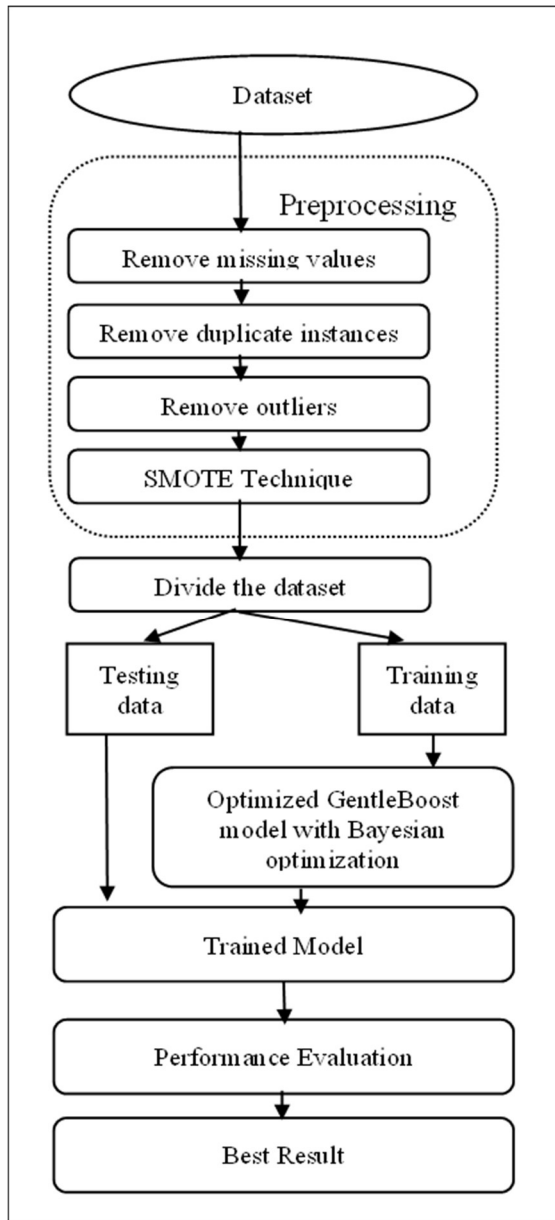 Dataset
Preprocessing
Remove missing values
Remove duplicate instances
Remove outliers
SMOTE Technique
Divide the dataset
Testing
data
Training
data
Optimized GentleBoost
model with Bayesian
optimization
Trained Model
Performance Evaluation
Best Result